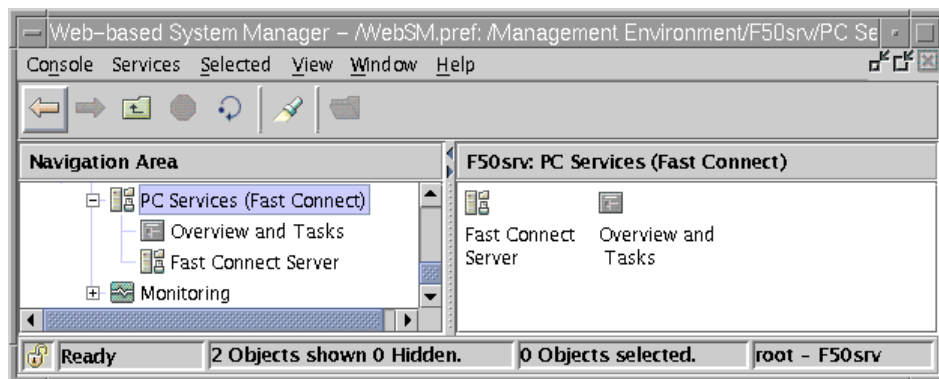 Web-based System Manager - /WebSM.pref: /Management Environment/F50srv/PC Se
Console Services Selected View Window Help
Navigation Area
PC Services (Fast Connect)
Overview and Tasks
Fast Connect Server
Monitoring
F50srv: PC Services (Fast Connect)
Fast Connect
Server
Overview and
Tasks
Ready
2 Objects shown 0 Hidden.
0 Objects selected.
root - F50srv